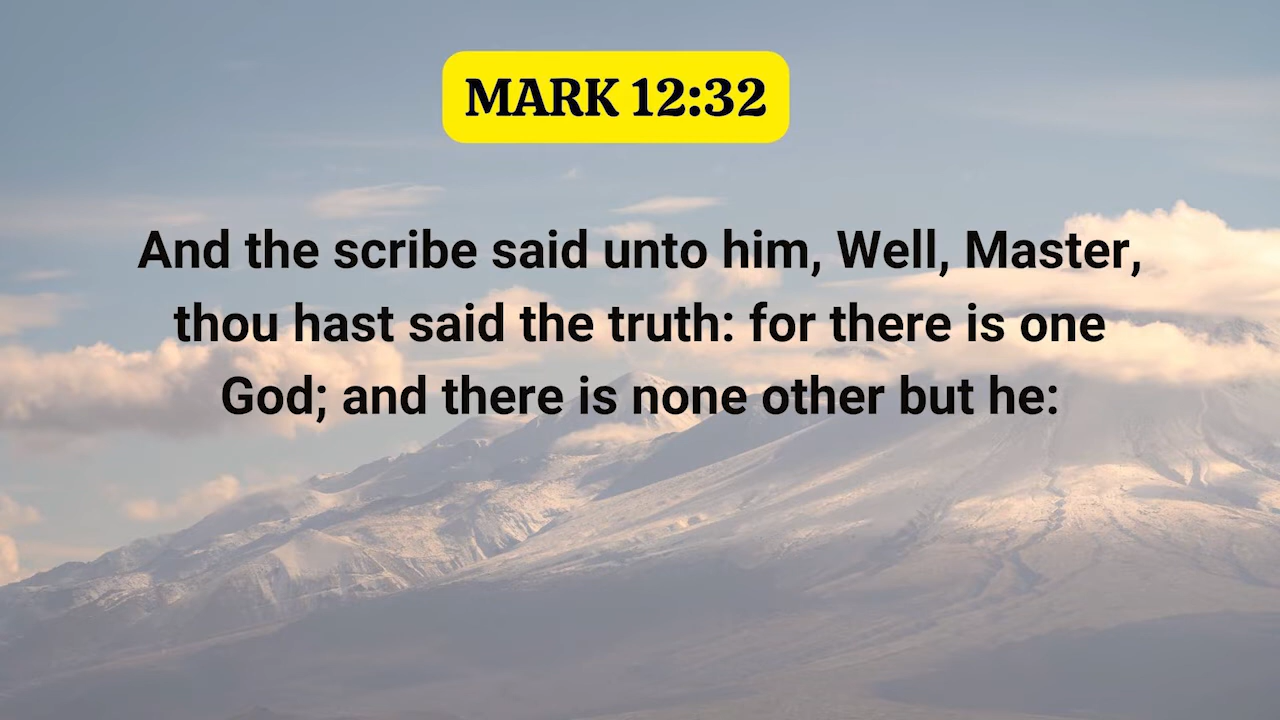 MARK 12:32
And the scribe said unto him, Well, Master,
thou hast said the truth: for there is one
God; and there is none other but he: